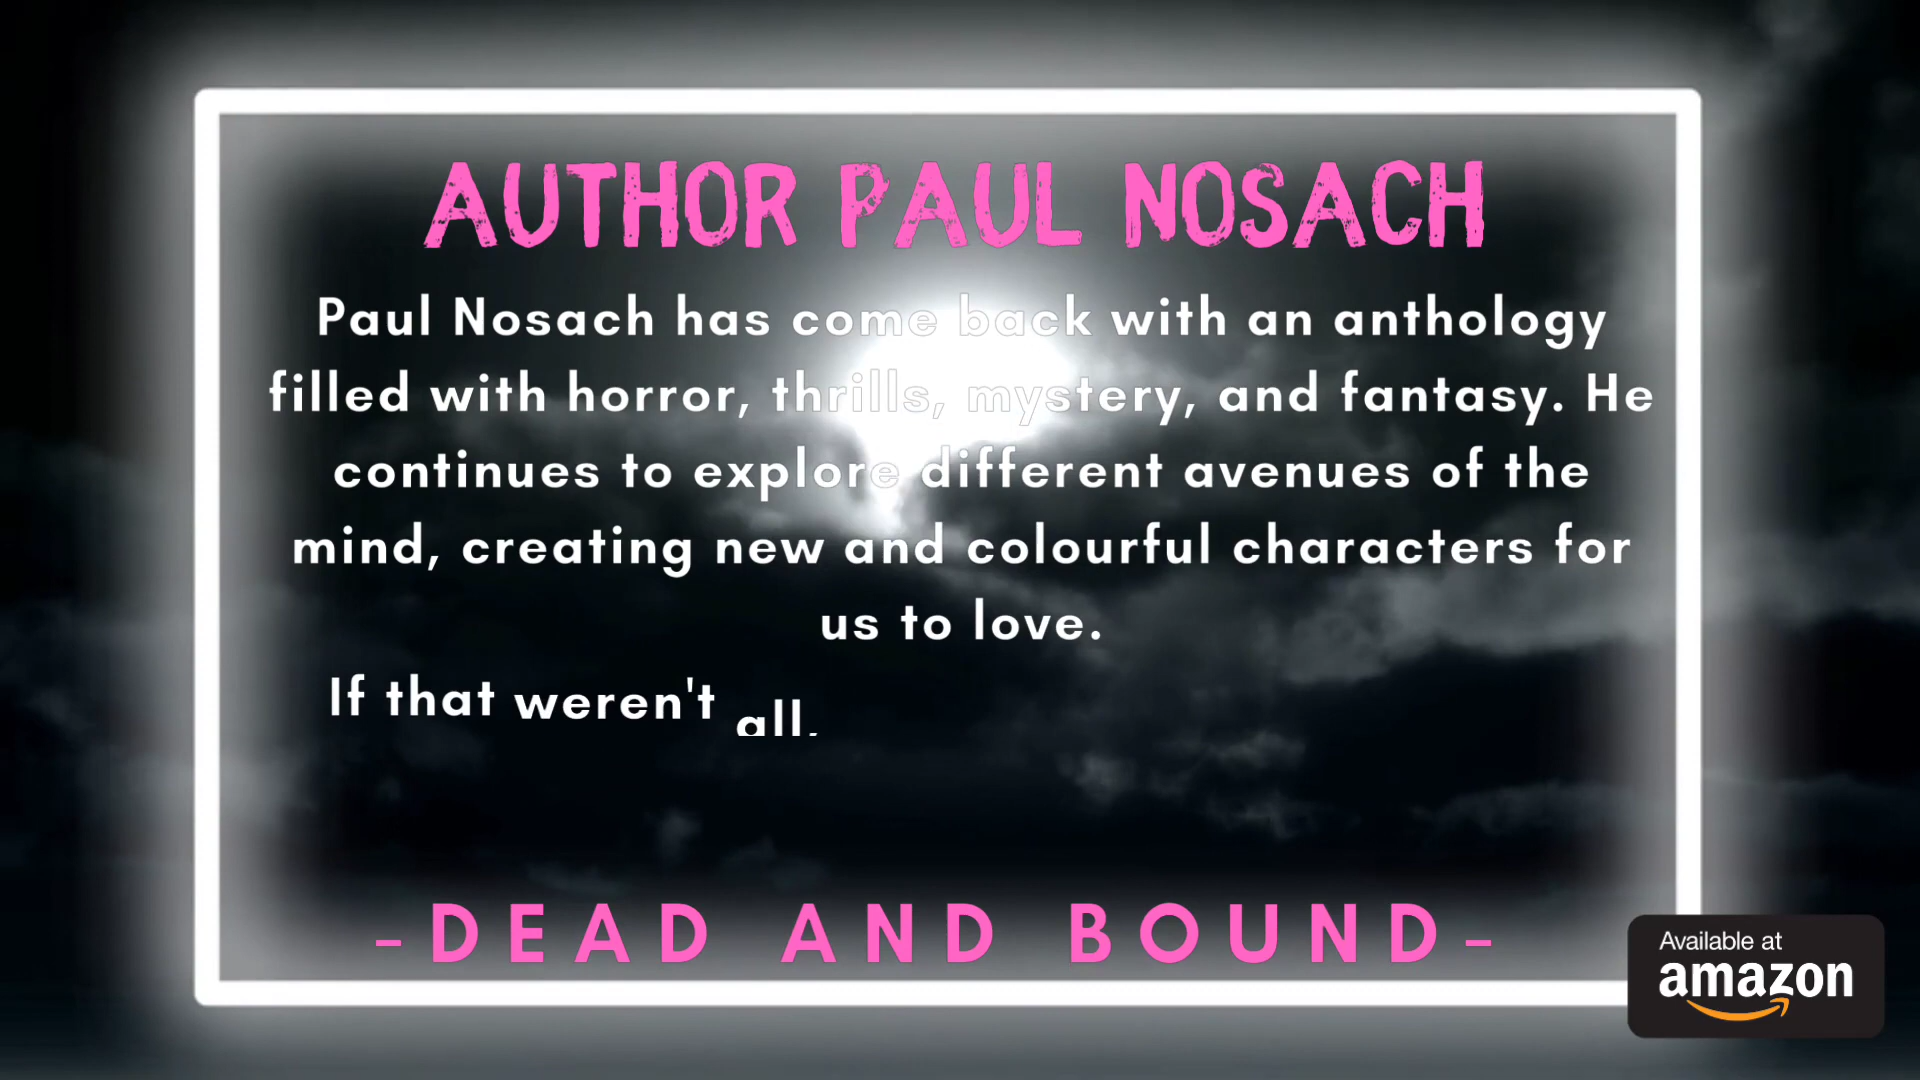 AUTHOR PAUL NOSACH
Paul Nosach has come back with an anthology
filled with horror, thrills, mystery, and fantasy. He
continues to explore different avenues of the
mind, creating new and colourful characters for
us to love.
If that weren't all,
-DEAD AND BOUND-
Available at
amazon